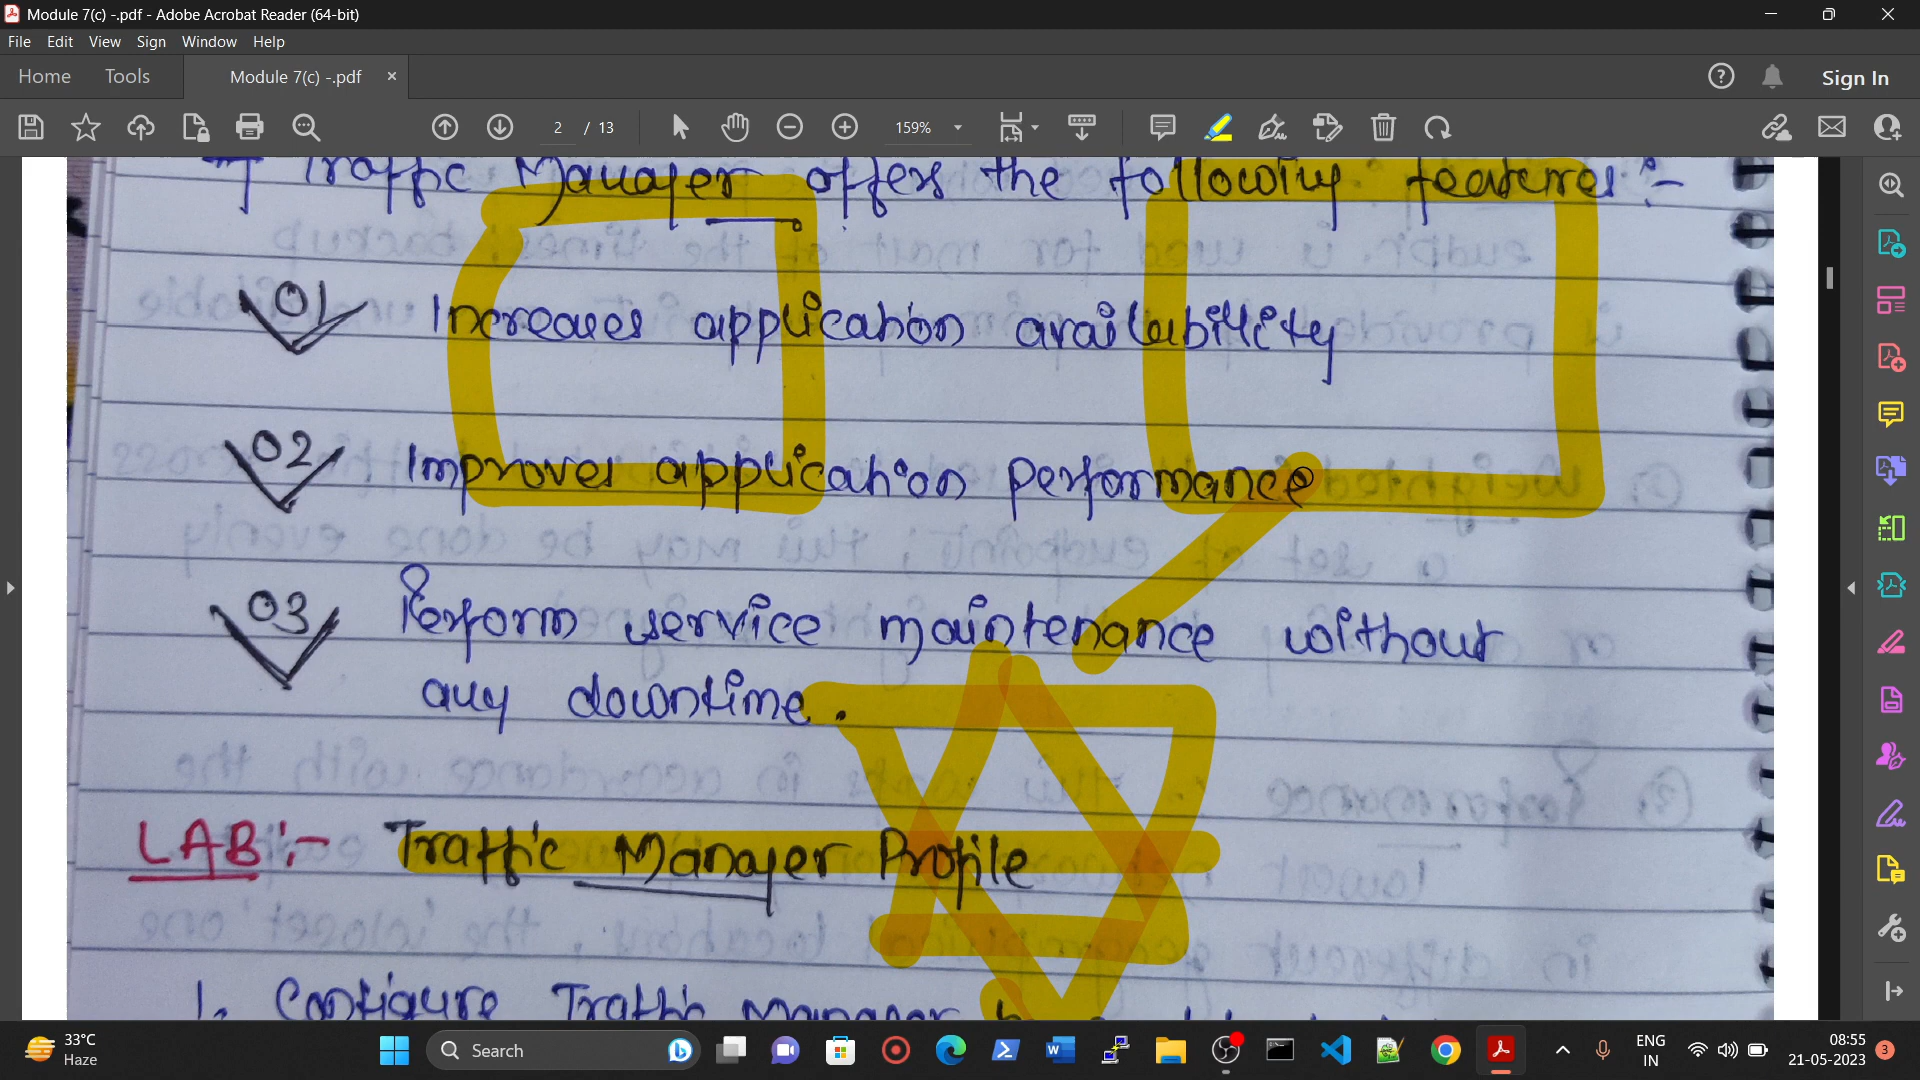 Module 7(c) -.pdf - Adobe Acrobat Reader (64-bit)
File Edit View Sign Window Help
Home Tools Module 7(c) -.pdf × Sign In
2 / 13 159%
Traffic Manager offers the following features :-
01 Increases application availability
02 Improves application performance
03 Perform service maintenance without
any downtime.
LAB :- Traffic Manager Profile
1. Configure Traffic Manager
33°C
Haze
Search
ENG
IN
08:55
21-05-2023
3